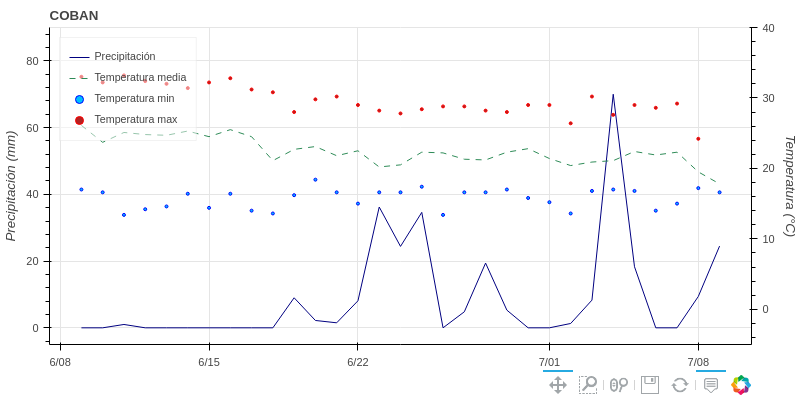 COBAN
Precipitación
Temperatura media
Temperatura min
Temperatura max
Precipitación (mm)
80
60
40
20
0
Temperatura (°C)
40
30
20
10
0
6/08
6/15
6/22
7/01
7/08